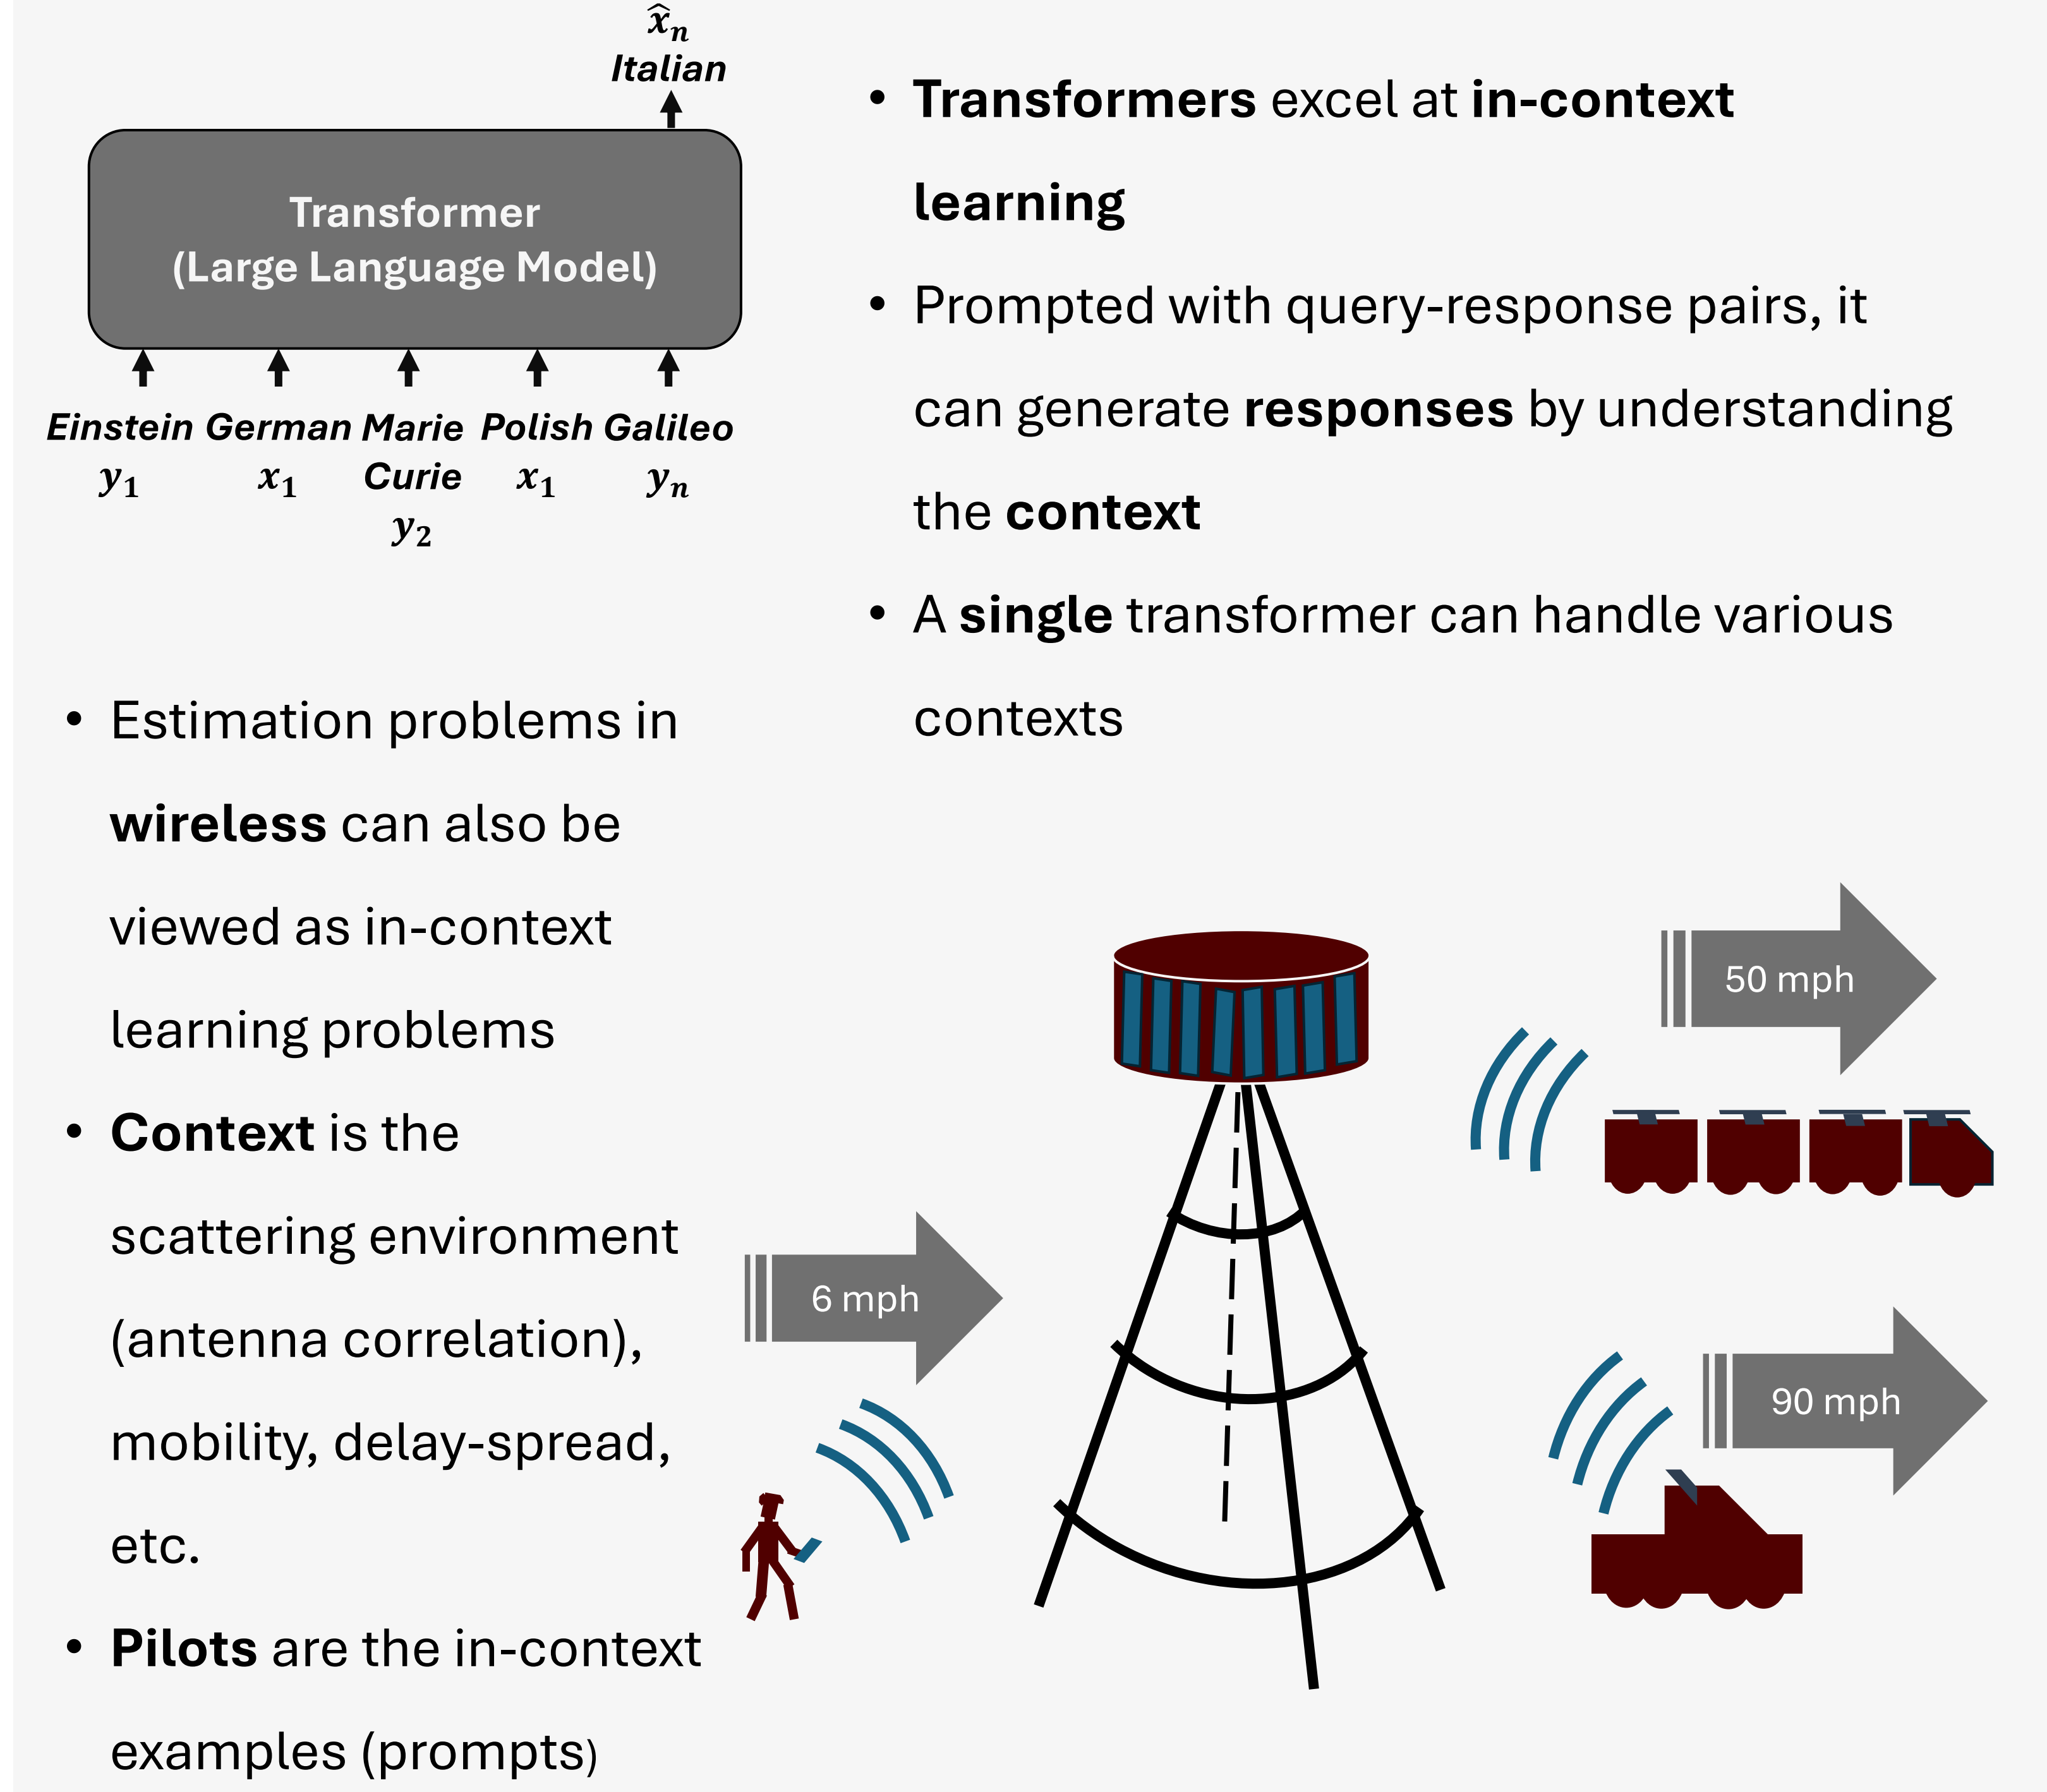 x̂ₙ
Italian
Transformer
(Large Language Model)
Einstein German Marie Polish Galileo
y₁ x₁ Curie x₁ yₙ
y₂
• Transformers excel at in-context
learning
• Prompted with query-response pairs, it
can generate responses by understanding
the context
• A single transformer can handle various
contexts
• Estimation problems in
wireless can also be
viewed as in-context
learning problems
• Context is the
scattering environment
(antenna correlation),
mobility, delay-spread,
etc.
• Pilots are the in-context
examples (prompts)
50 mph
6 mph
90 mph